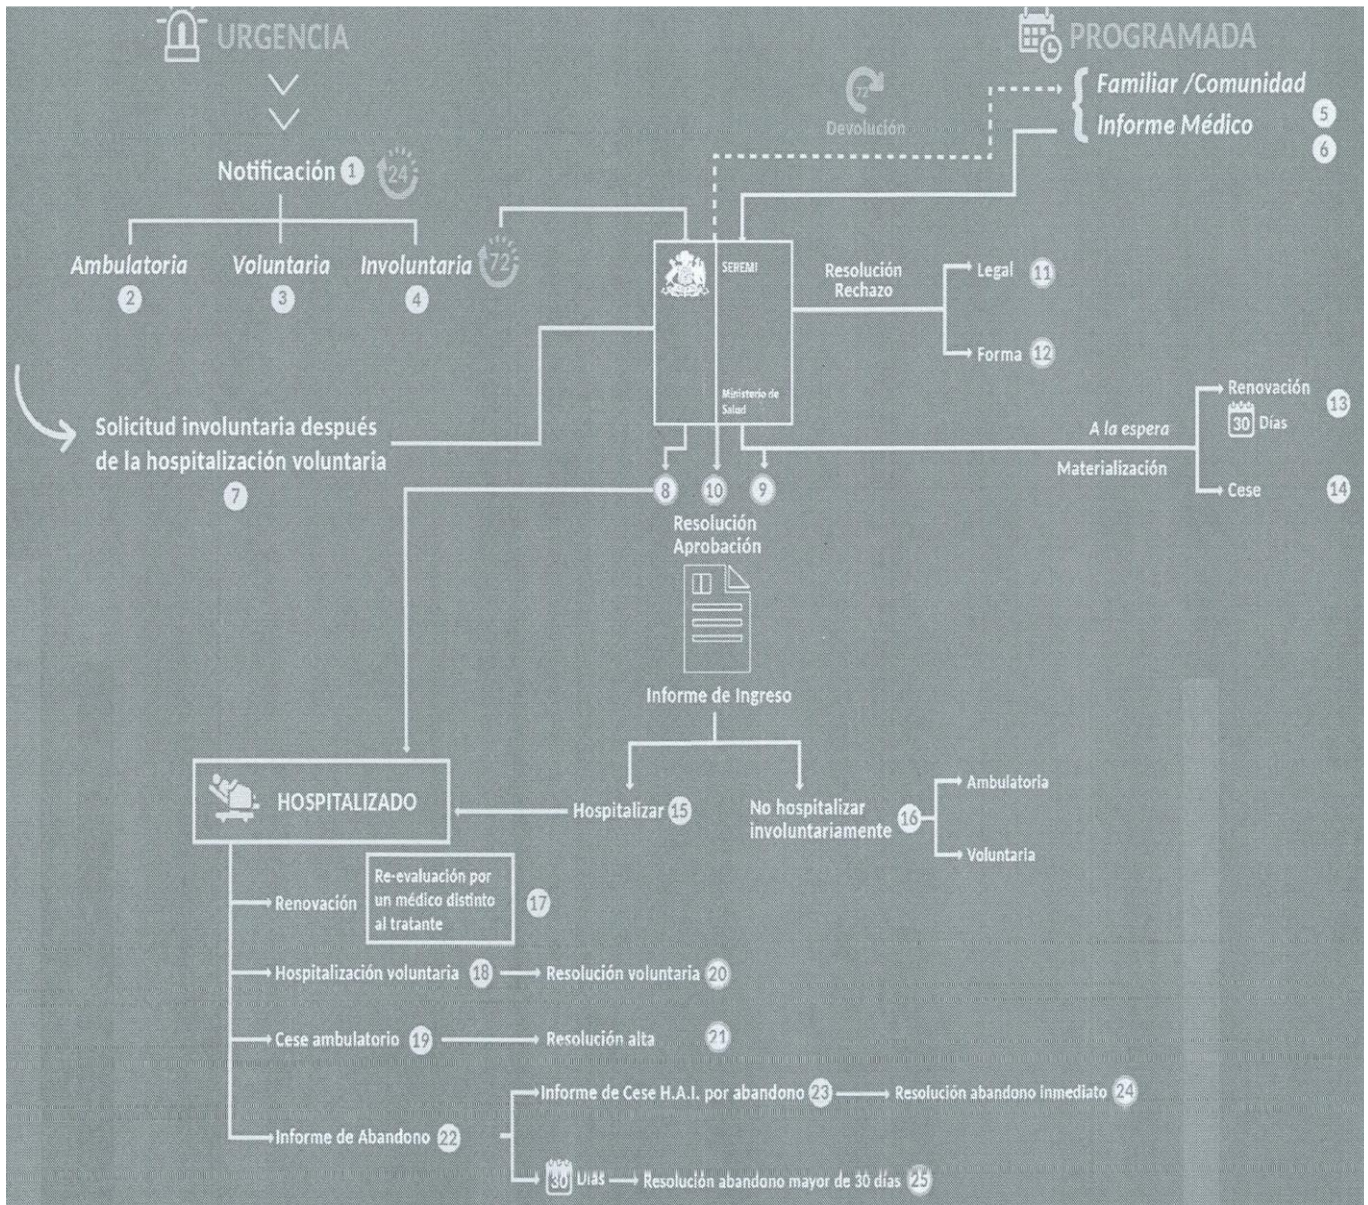 URGENCIA
PROGRAMADA
72
Devolución
Familiar /Comunidad
5
Informe Médico
6
Notificación 1 24
Ambulatoria
2
Voluntaria
3
Involuntaria 72
4
SEREMI
Ministerio de
Salud
Resolución
Rechazo
Legal 11
Forma 12
Solicitud involuntaria después
de la hospitalización voluntaria
7
A la espera
Materialización
Renovación
30 Días
13
Cese 14
8 10 9
Resolución
Aprobación
Informe de Ingreso
HOSPITALIZADO
Hospitalizar 15
No hospitalizar
involuntariamente
16
Ambulatoria
Voluntaria
Renovación
Re-evaluación por
un médico distinto
al tratante
17
Hospitalización voluntaria 18
Resolución voluntaria 20
Cese ambulatorio 19
Resolución alta 21
Informe de Abandono 22
Informe de Cese H.A.I. por abandono 23
Resolución abandono inmediato 24
30 Días
Resolución abandono mayor de 30 días 25